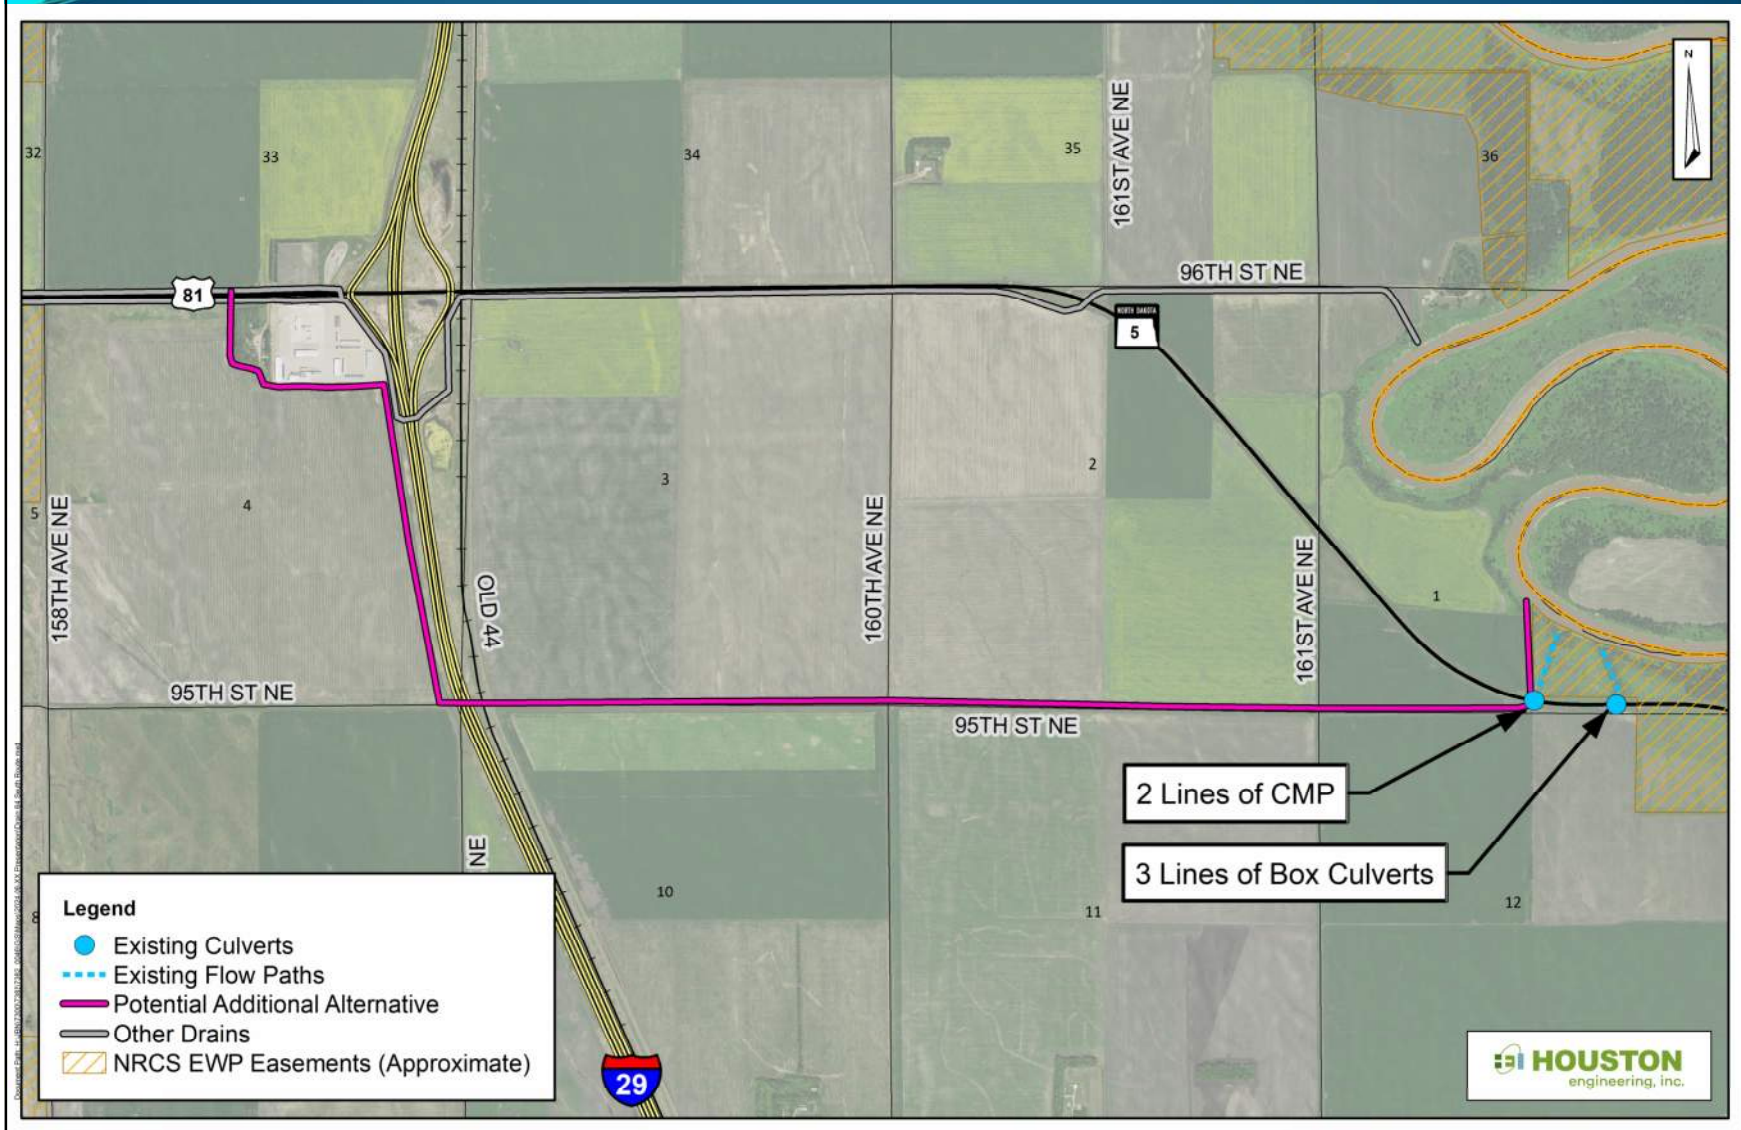 N
32
33
34
35
36
161ST AVE NE
96TH ST NE
81
NORTH DAKOTA
5
4
3
2
1
5
158TH AVE NE
OLD 44
160TH AVE NE
161ST AVE NE
95TH ST NE
95TH ST NE
2 Lines of CMP
3 Lines of Box Culverts
NE
8
10
11
12
Legend
Existing Culverts
Existing Flow Paths
Potential Additional Alternative
Other Drains
NRCS EWP Easements (Approximate)
29
HOUSTON
engineering, inc.